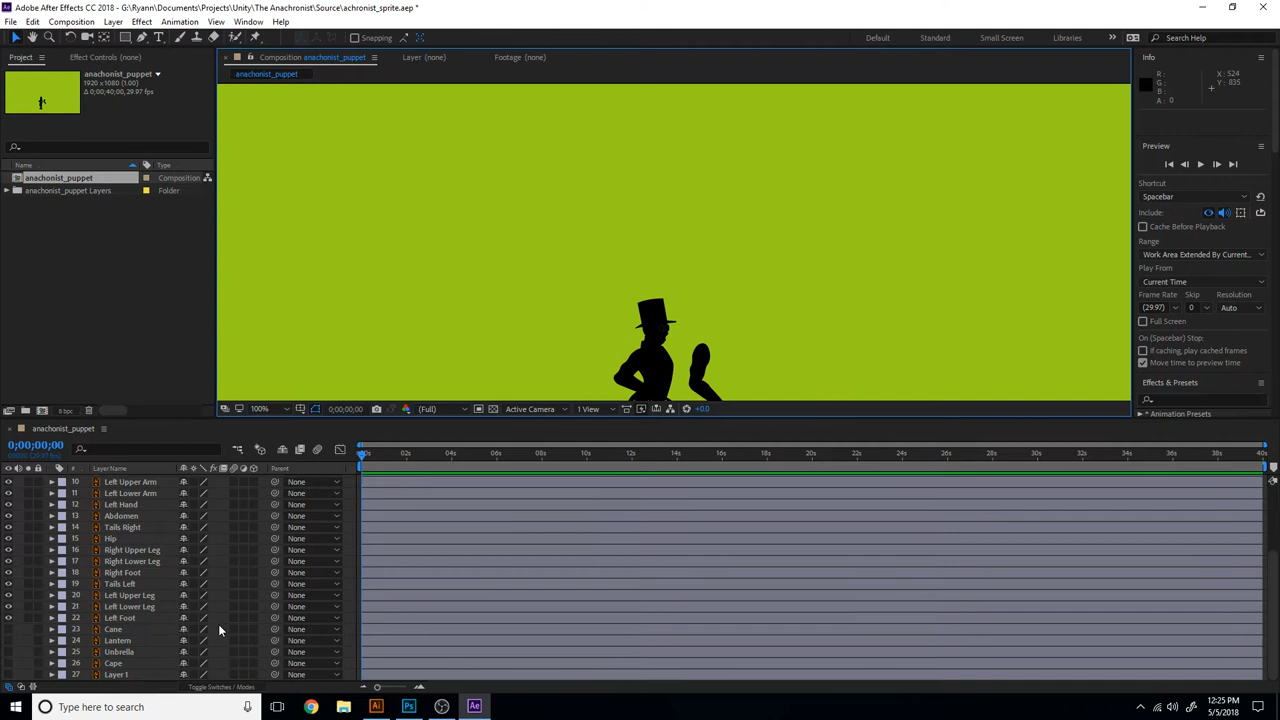 Adobe After Effects CC 2018 - G:\Ryann\Documents\Projects\Unity\The Anachronist\Source\achronist_sprite.aep *
File Edit Composition Layer Effect Animation View Window Help
Snapping
Default Standard Small Screen Libraries Search Help
Project Effect Controls (none)
Composition anachonist_puppet Layer (none) Footage (none)
anachonist_puppet
anachonist_puppet
1920 x 1080 (1.00)
Δ 0;00;40;00, 29.97 fps
Name Type
anachonist_puppet Composition
anachonist_puppet Layers Folder
8 bpc
100% 0;00;00;00 (Full) Active Camera 1 View +0.0
Info
R :
G :
B :
A : 0
X : 524
Y : 835
Preview
Shortcut
Spacebar
Include:
Cache Before Playback
Range
Work Area Extended By Current...
Play From
Current Time
Frame Rate Skip Resolution
(29.97) 0 Auto
Full Screen
On (Spacebar) Stop:
If caching, play cached frames
Move time to preview time
Effects & Presets
* Animation Presets
anachonist_puppet
0;00;00;00
00000 (29.97 fps)
# Layer Name Parent
02s 04s 06s 08s 10s 12s 14s 16s 18s 20s 22s 24s 26s 28s 30s 32s 34s 36s 38s 40s
10 Left Upper Arm None
11 Left Lower Arm None
12 Left Hand None
13 Abdomen None
14 Tails Right None
15 Hip None
16 Right Upper Leg None
17 Right Lower Leg None
18 Right Foot None
19 Tails Left None
20 Left Upper Leg None
21 Left Lower Leg None
22 Left Foot None
23 Cane None
24 Lantern None
25 Unbrella None
26 Cape None
27 Layer 1 None
Toggle Switches / Modes
Type here to search
12:25 PM
5/5/2018